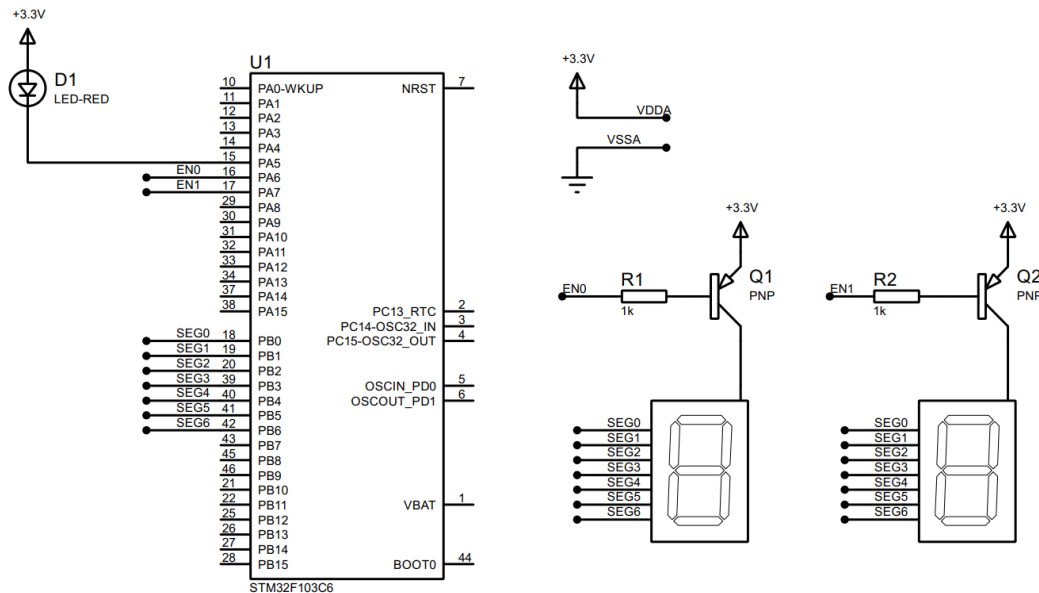 +3.3V
D1
LED-RED
U1
10 PA0-WKUP NRST 7
11 PA1
12 PA2
13 PA3
14 PA4
15 PA5
EN0 16 PA6
EN1 17 PA7
29 PA8
30 PA9
31 PA10
32 PA11
33 PA12
34 PA13
37 PA14
38 PA15
PC13_RTC 2
PC14-OSC32_IN 3
SEG0 18 PB0 PC15-OSC32_OUT 4
SEG1 19 PB1
SEG2 20 PB2
SEG3 39 PB3 OSCIN_PD0 5
SEG4 40 PB4 OSCOUT_PD1 6
SEG5 41 PB5
SEG6 42 PB6
43 PB7
45 PB8
46 PB9
21 PB10
22 PB11 VBAT 1
25 PB12
26 PB13
27 PB14
28 PB15 BOOT0 44
STM32F103C6
+3.3V
VDDA
VSSA
+3.3V
EN0 R1 Q1
1k PNP
SEG0
SEG1
SEG2
SEG3
SEG4
SEG5
SEG6
+3.3V
EN1 R2 Q2
1k PNP
SEG0
SEG1
SEG2
SEG3
SEG4
SEG5
SEG6